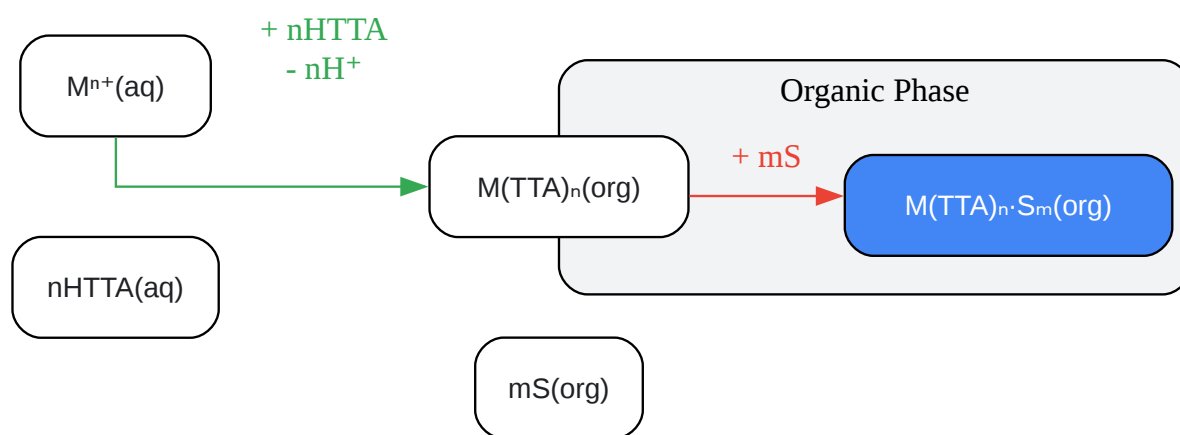 + nHTTA
- nH⁺
Mⁿ⁺(aq)
Organic Phase
+ mS
M(TTA)ₙ(org)
M(TTA)ₙ·Sₘ(org)
nHTTA(aq)
mS(org)